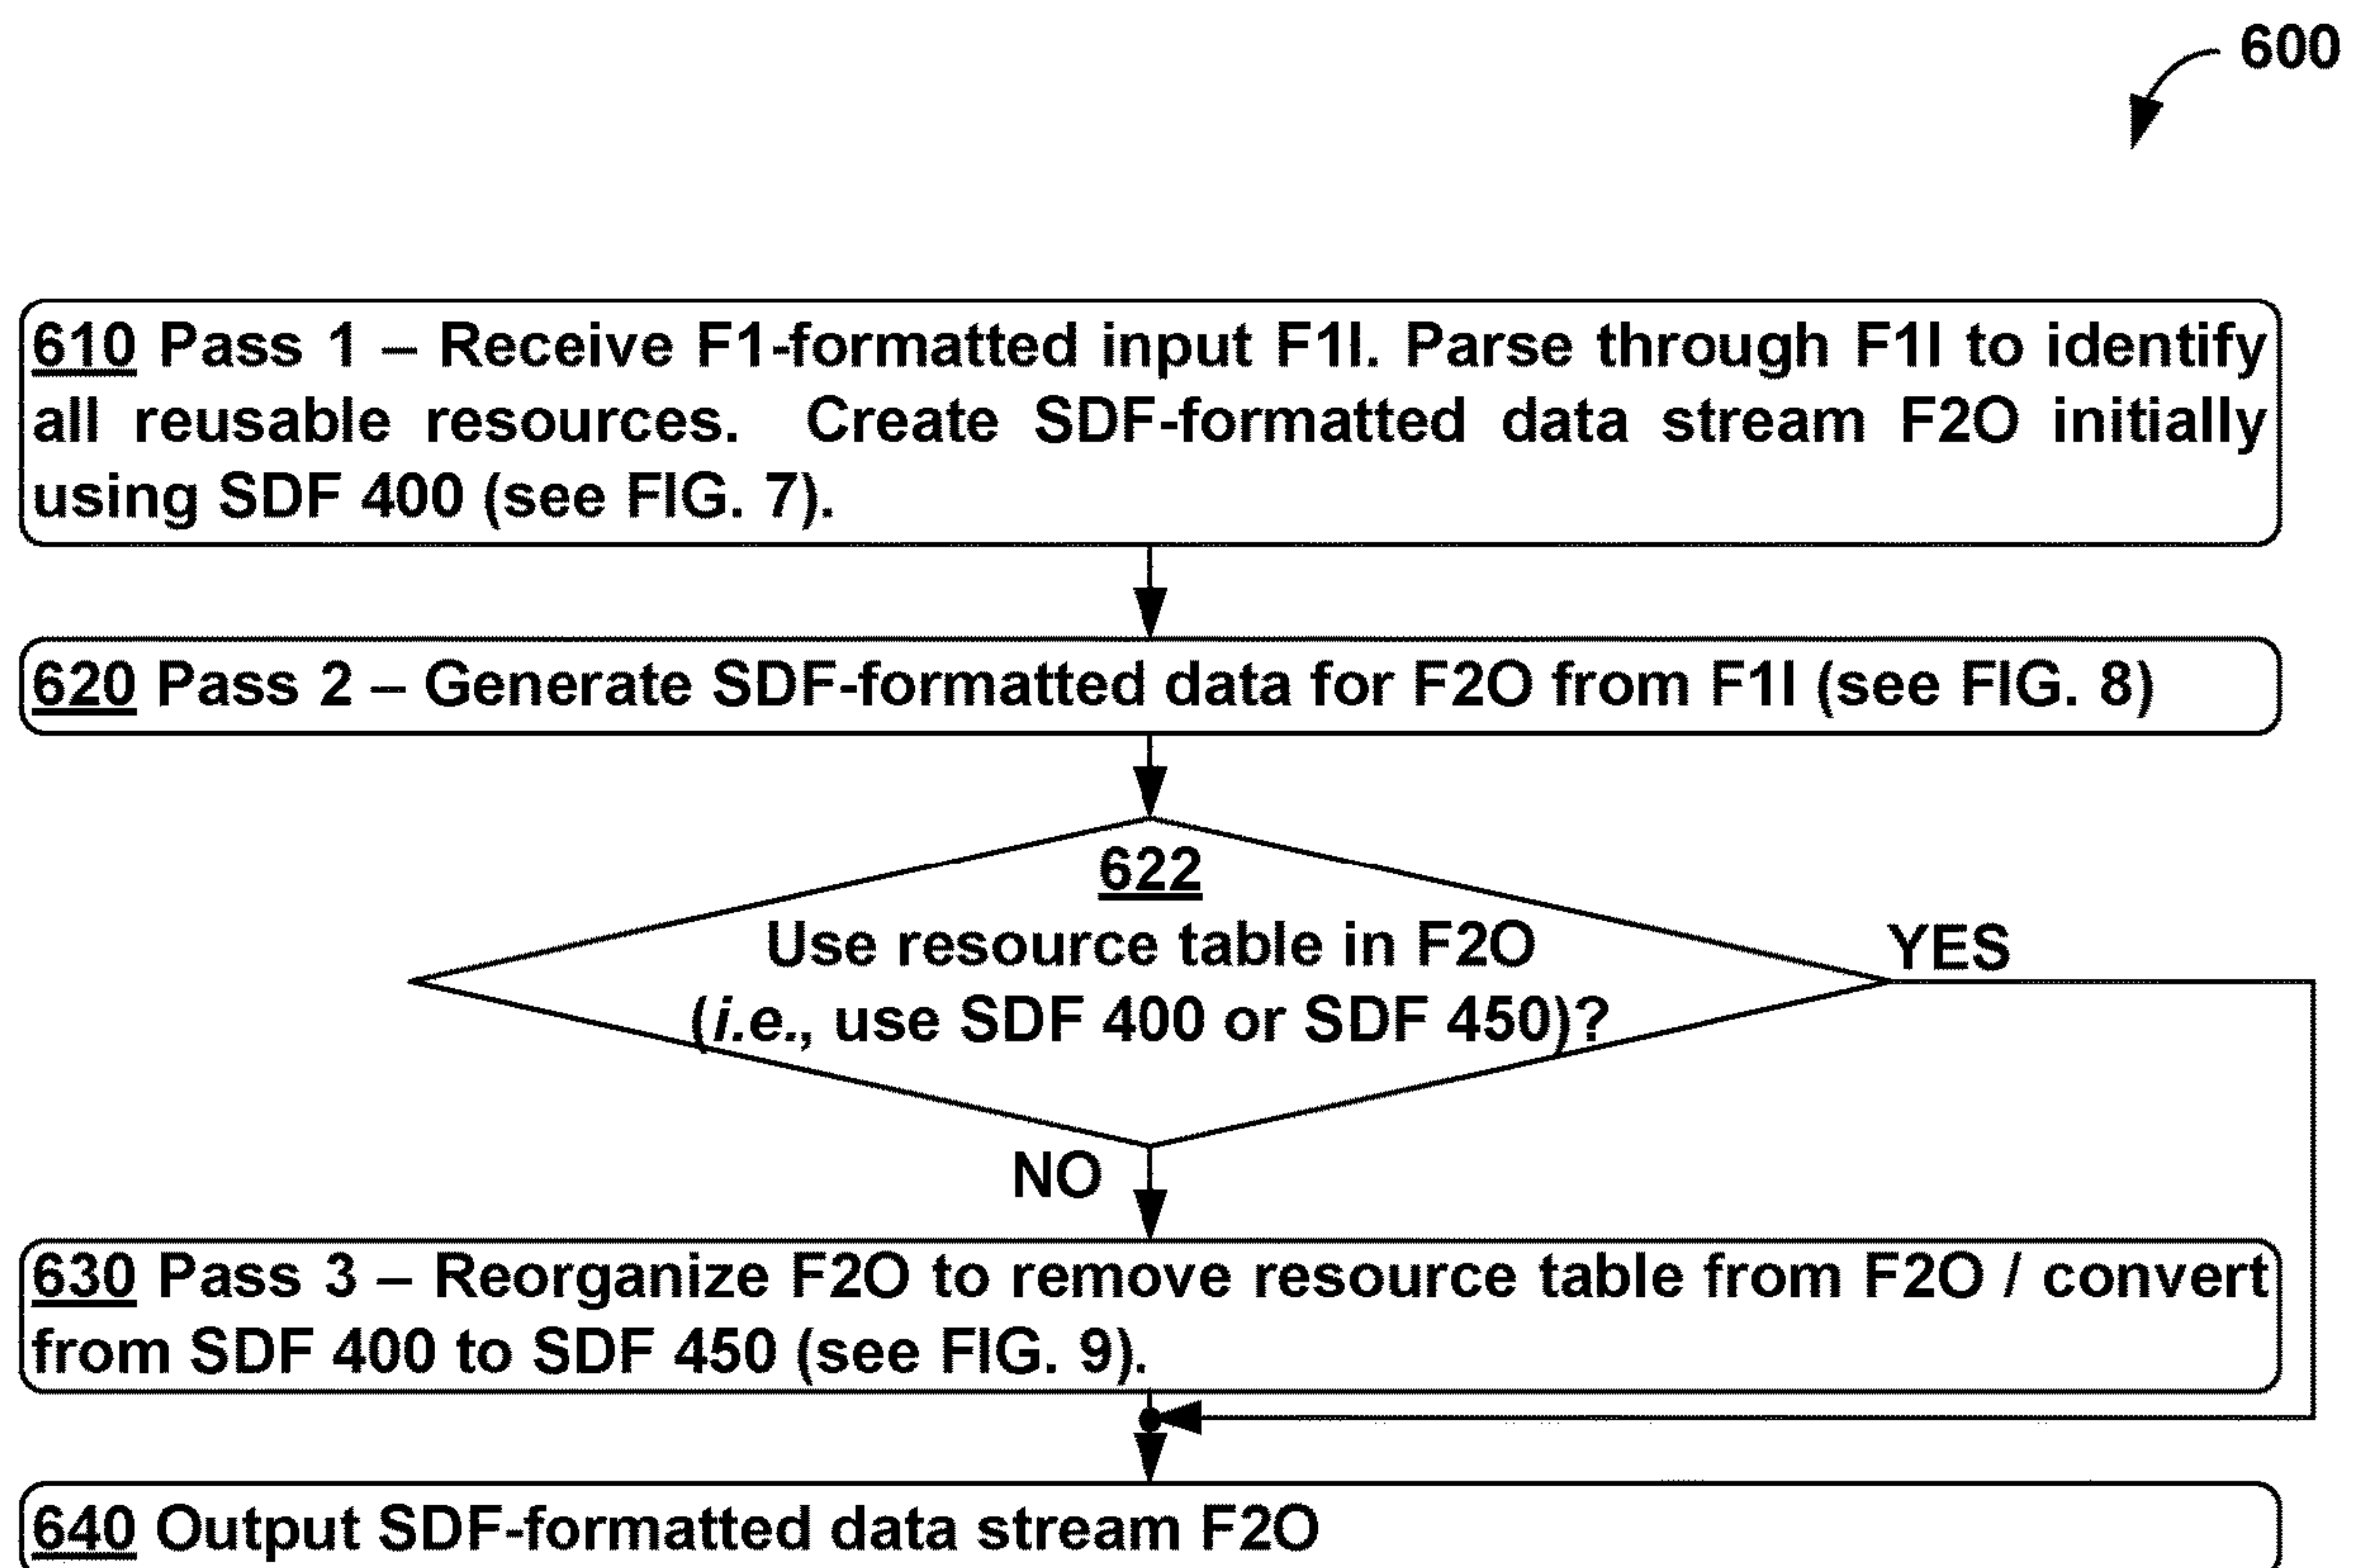 600
610 Pass 1 – Receive F1-formatted input F1I. Parse through F1I to identify
all reusable resources. Create SDF-formatted data stream F2O initially
using SDF 400 (see FIG. 7).
620 Pass 2 – Generate SDF-formatted data for F2O from F1I (see FIG. 8)
622
Use resource table in F2O
(i.e., use SDF 400 or SDF 450)?
YES
NO
630 Pass 3 – Reorganize F2O to remove resource table from F2O / convert
from SDF 400 to SDF 450 (see FIG. 9).
640 Output SDF-formatted data stream F2O